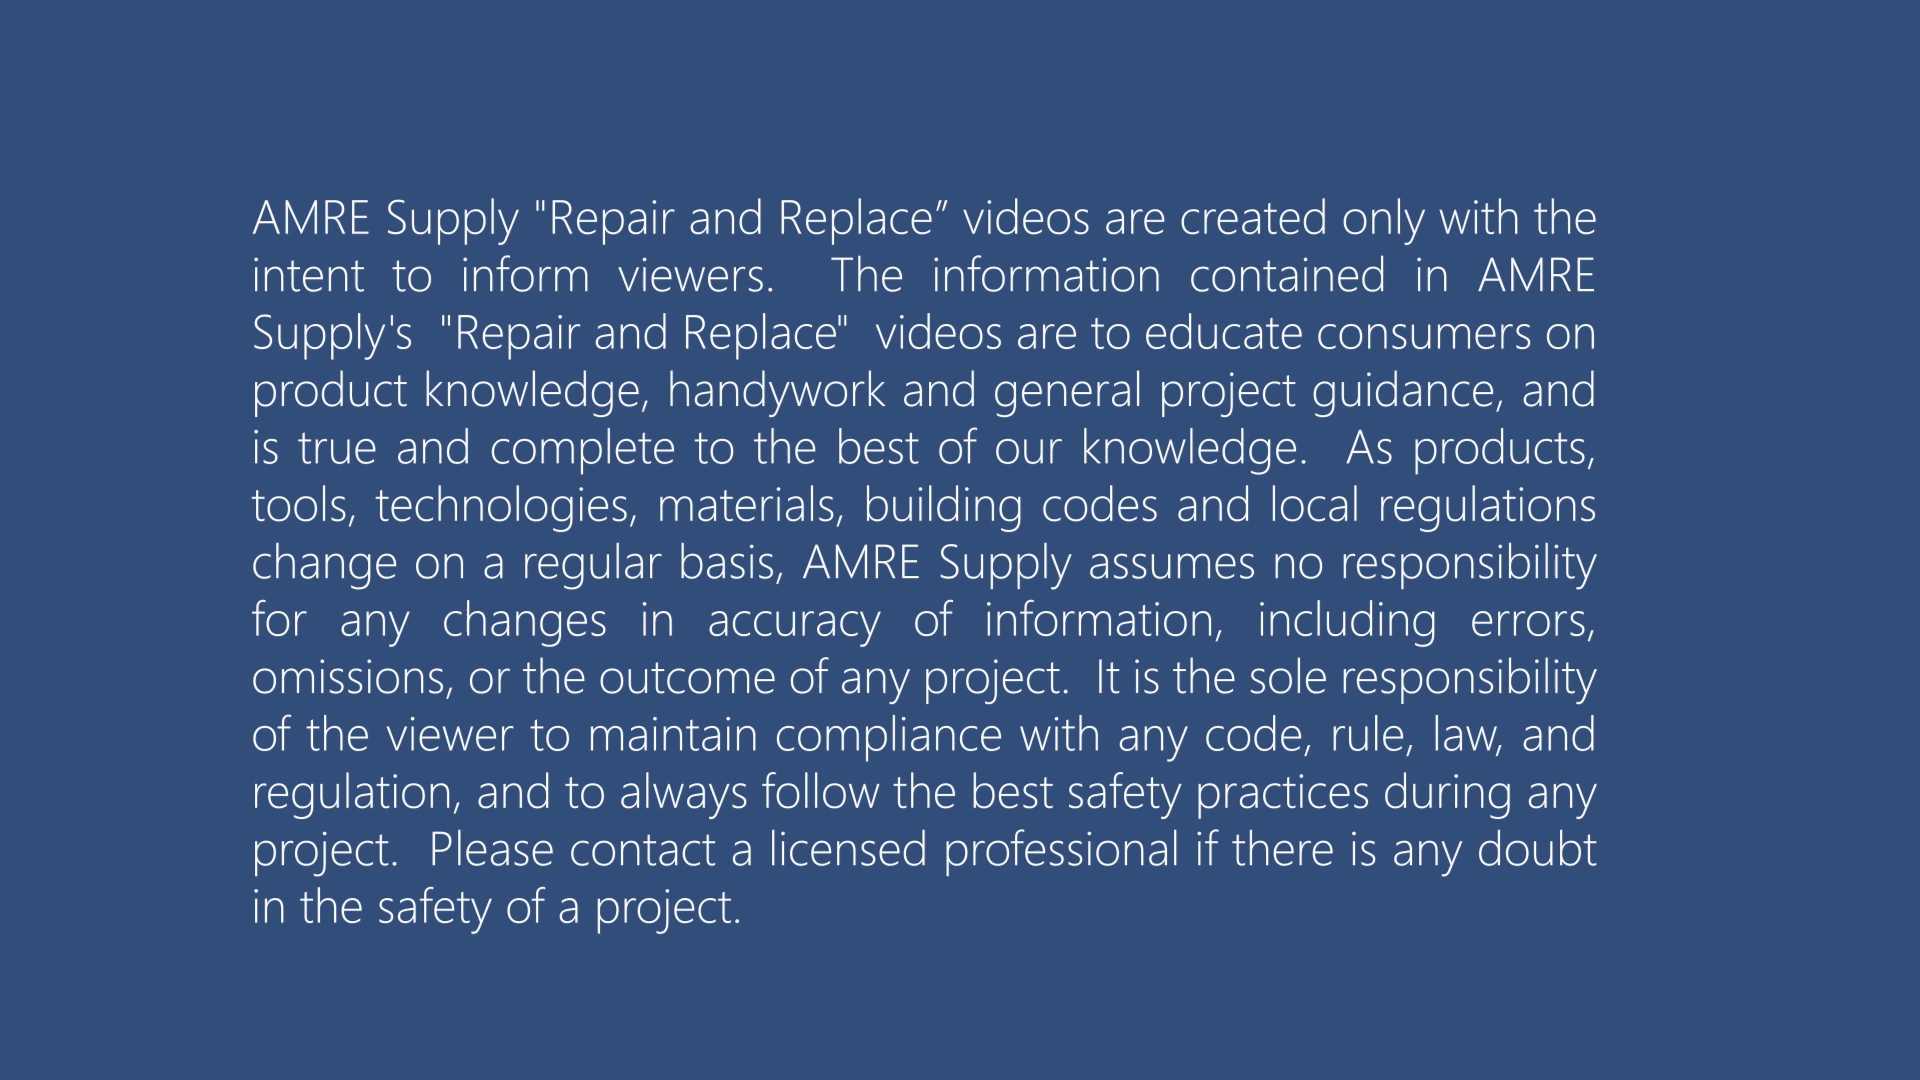 AMRE Supply "Repair and Replace” videos are created only with the
intent to inform viewers.  The information contained in AMRE
Supply's  "Repair and Replace"  videos are to educate consumers on
product knowledge, handywork and general project guidance, and
is true and complete to the best of our knowledge.  As products,
tools, technologies, materials, building codes and local regulations
change on a regular basis, AMRE Supply assumes no responsibility
for any changes in accuracy of information, including errors,
omissions, or the outcome of any project.  It is the sole responsibility
of the viewer to maintain compliance with any code, rule, law, and
regulation, and to always follow the best safety practices during any
project.  Please contact a licensed professional if there is any doubt
in the safety of a project.